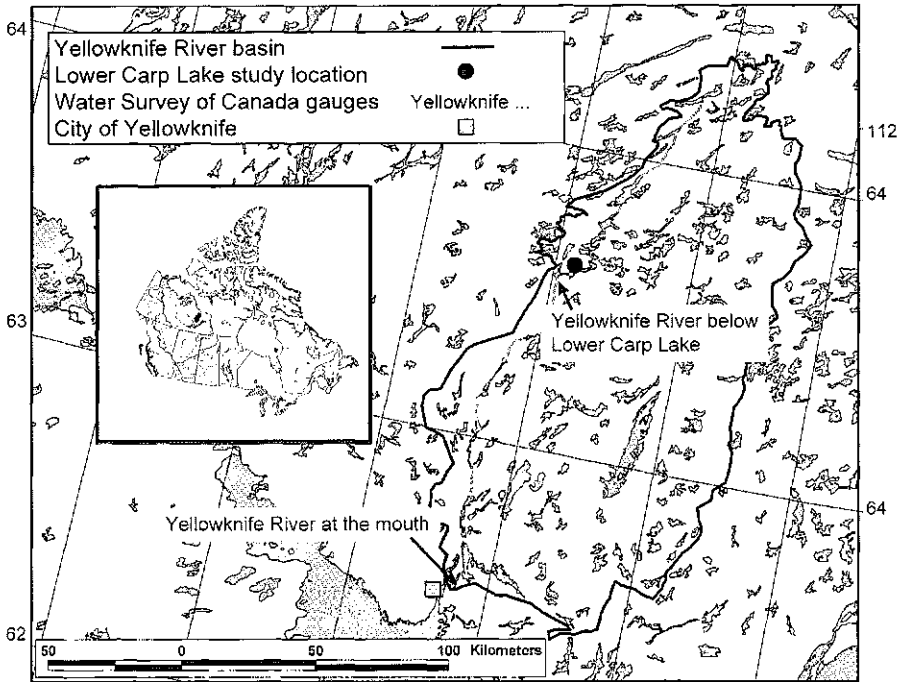 64
Yellowknife River basin
Lower Carp Lake study location
Water Survey of Canada gauges Yellowknife ...
City of Yellowknife
112
64
63
Yellowknife River below
Lower Carp Lake
Yellowknife River at the mouth
64
62
50 0 50 100 Kilometers